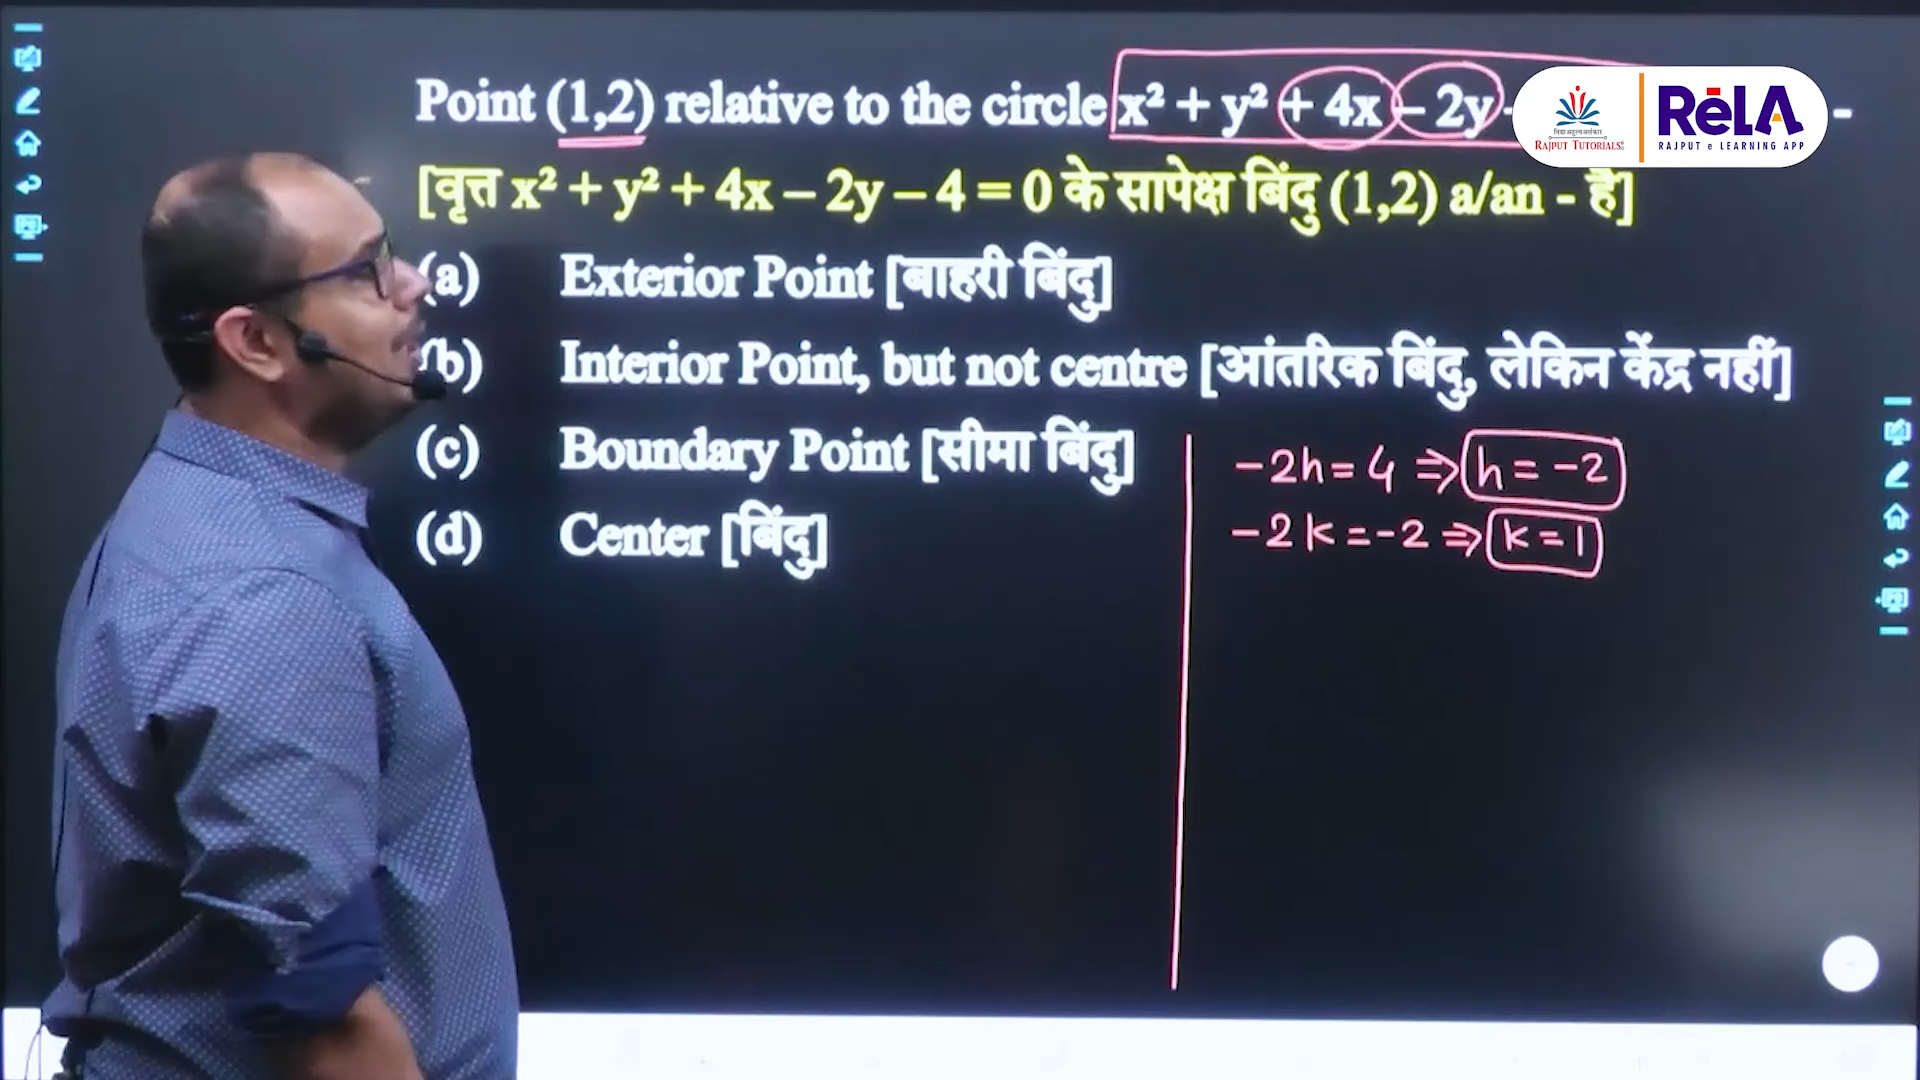 Point (1,2) relative to the circle x² + y² + 4x – 2y -
[वृत्त x² + y² + 4x – 2y – 4 = 0 के सापेक्ष बिंदु (1,2) a/an - है]
(a) Exterior Point [बाहरी बिंदु]
(b) Interior Point, but not centre [आंतरिक बिंदु, लेकिन केंद्र नहीं]
(c) Boundary Point [सीमा बिंदु]
(d) Center [बिंदु]
-2h = 4 ⇒ h = -2
-2k = -2 ⇒ k = 1
RAJPUT TUTORIALS
RēLA
RAJPUT e LEARNING APP